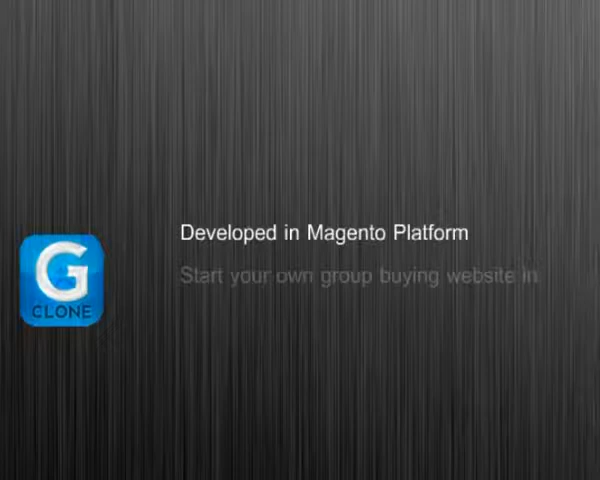 Developed in Magento Platform
Start your own group buying website in
G
CLONE